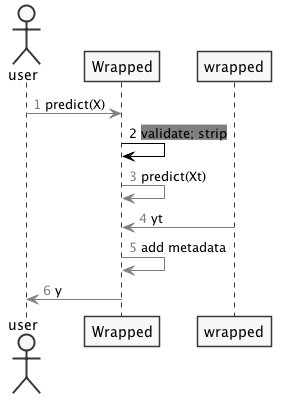 user
Wrapped
wrapped
1 predict(X)
2 validate; strip
3 predict(Xt)
4 yt
5 add metadata
6 y
user
Wrapped
wrapped